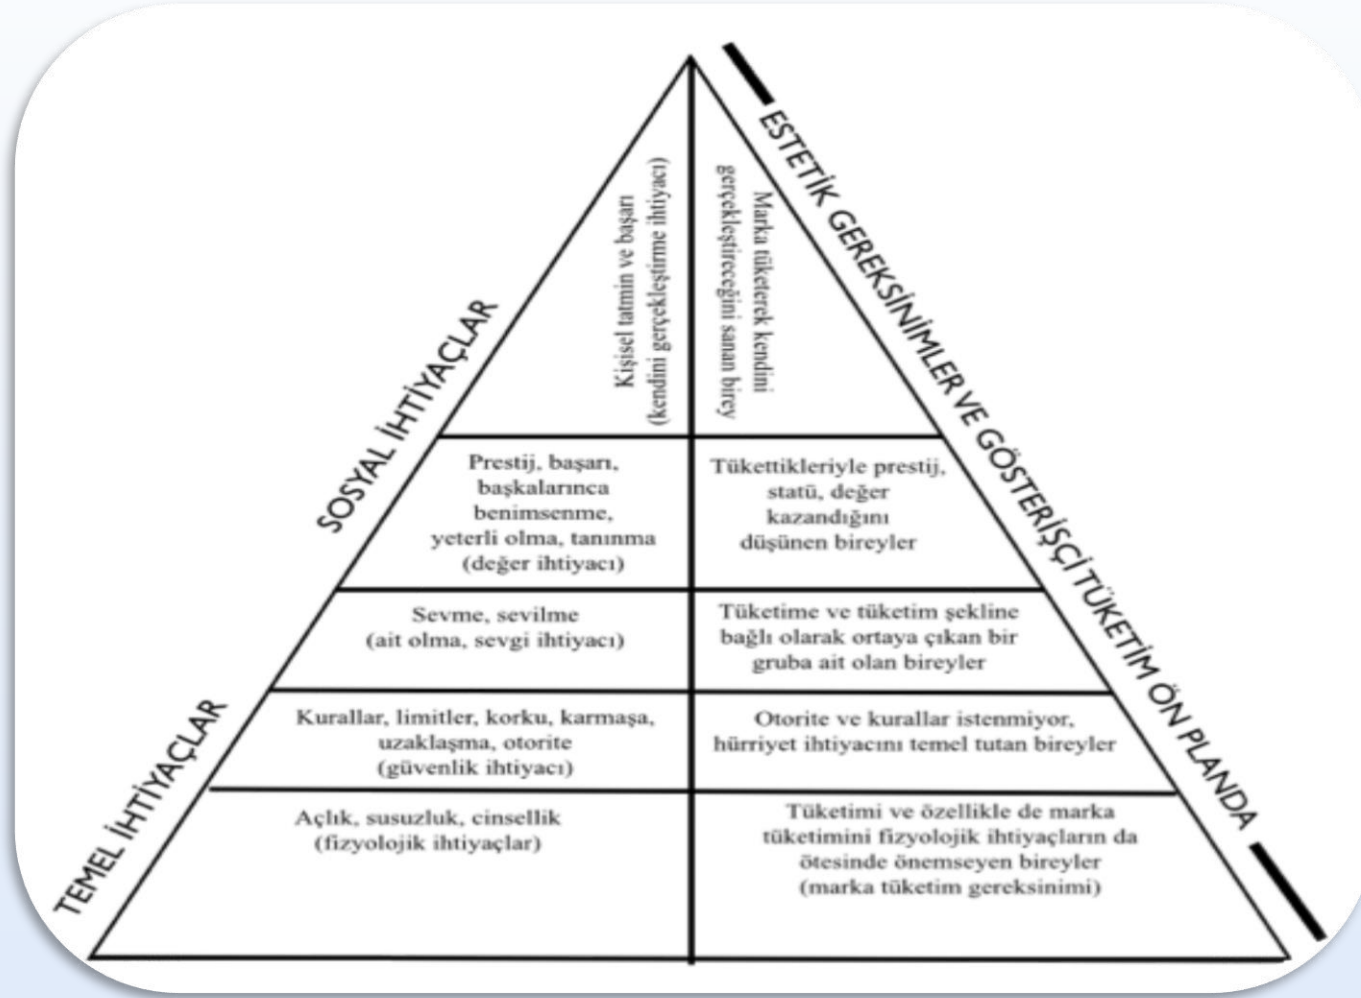 ESTETİK GEREKSİNİMLER VE GÖSTERİŞÇİ TÜKETİM ÖN PLANDA
SOSYAL İHTİYAÇLAR
TEMEL İHTİYAÇLAR
Kişisel tatmin ve başarı
(kendini gerçekleştirme ihtiyacı)
Marka tüketerek kendini
gerçekleştireceğini sanan birey
Prestij, başarı,
başkalarınca
benimsenme,
yeterli olma, tanınma
(değer ihtiyacı)
Tükettikleriyle prestij,
statü, değer
kazandığını
düşünen bireyler
Sevme, sevilme
(ait olma, sevgi ihtiyacı)
Tüketime ve tüketim şekline
bağlı olarak ortaya çıkan bir
gruba ait olan bireyler
Kurallar, limitler, korku, karmaşa,
uzaklaşma, otorite
(güvenlik ihtiyacı)
Otorite ve kurallar istenmiyor,
hürriyet ihtiyacını temel tutan bireyler
Açlık, susuzluk, cinsellik
(fizyolojik ihtiyaçlar)
Tüketimi ve özellikle de marka
tüketimini fizyolojik ihtiyaçların da
ötesinde önemseyen bireyler
(marka tüketim gereksinimi)